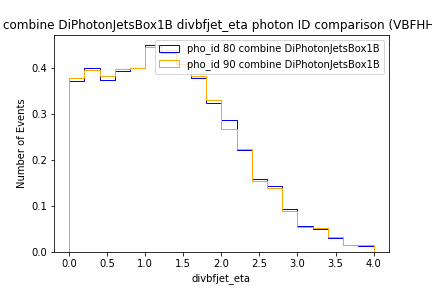 combine DiPhotonJetsBox1B divbfjet_eta photon ID comparison (VBFHH
pho_id 80 combine DiPhotonJetsBox1B
pho_id 90 combine DiPhotonJetsBox1B
Number of Events
0.4
0.3
0.2
0.1
0.0
0.0 0.5 1.0 1.5 2.0 2.5 3.0 3.5 4.0
divbfjet_eta